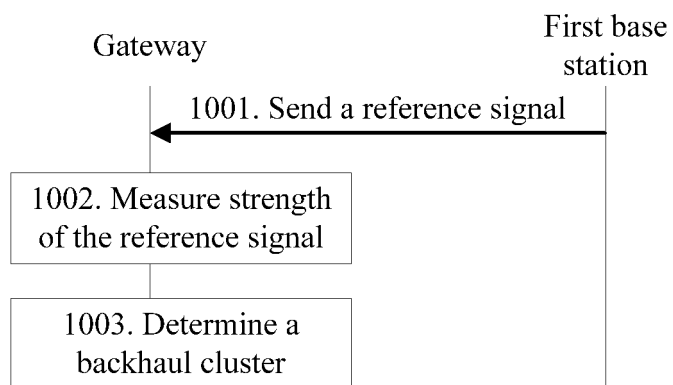 Gateway
First base
station
1001. Send a reference signal
1002. Measure strength
of the reference signal
1003. Determine a
backhaul cluster